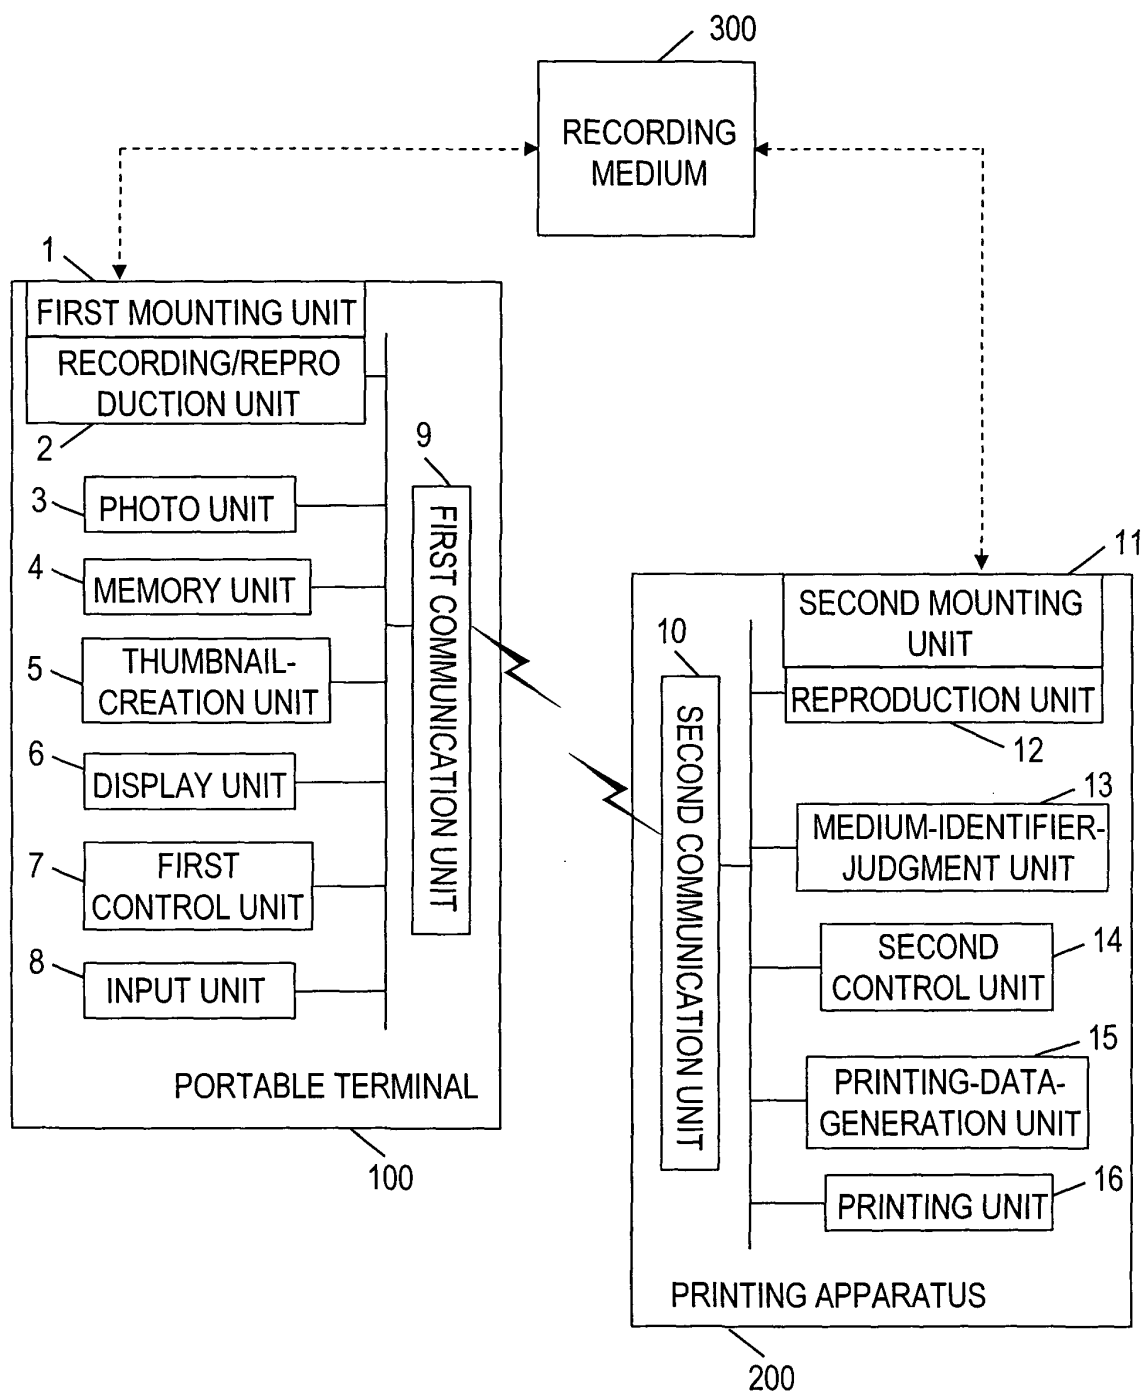 300
RECORDING
MEDIUM
1
FIRST MOUNTING UNIT
RECORDING/REPRO
DUCTION UNIT
2
3
PHOTO UNIT
4
MEMORY UNIT
5
THUMBNAIL-
CREATION UNIT
6
DISPLAY UNIT
7
FIRST
CONTROL UNIT
8
INPUT UNIT
9
FIRST COMMUNICATION UNIT
PORTABLE TERMINAL
100
10
SECOND COMMUNICATION UNIT
11
SECOND MOUNTING
UNIT
REPRODUCTION UNIT
12
13
MEDIUM-IDENTIFIER-
JUDGMENT UNIT
SECOND
CONTROL UNIT
14
15
PRINTING-DATA-
GENERATION UNIT
PRINTING UNIT
16
PRINTING APPARATUS
200